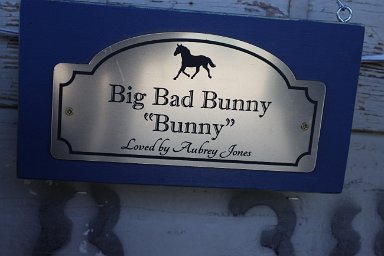 Big Bad Bunny
“Bunny”
Loved by Aubrey Jones